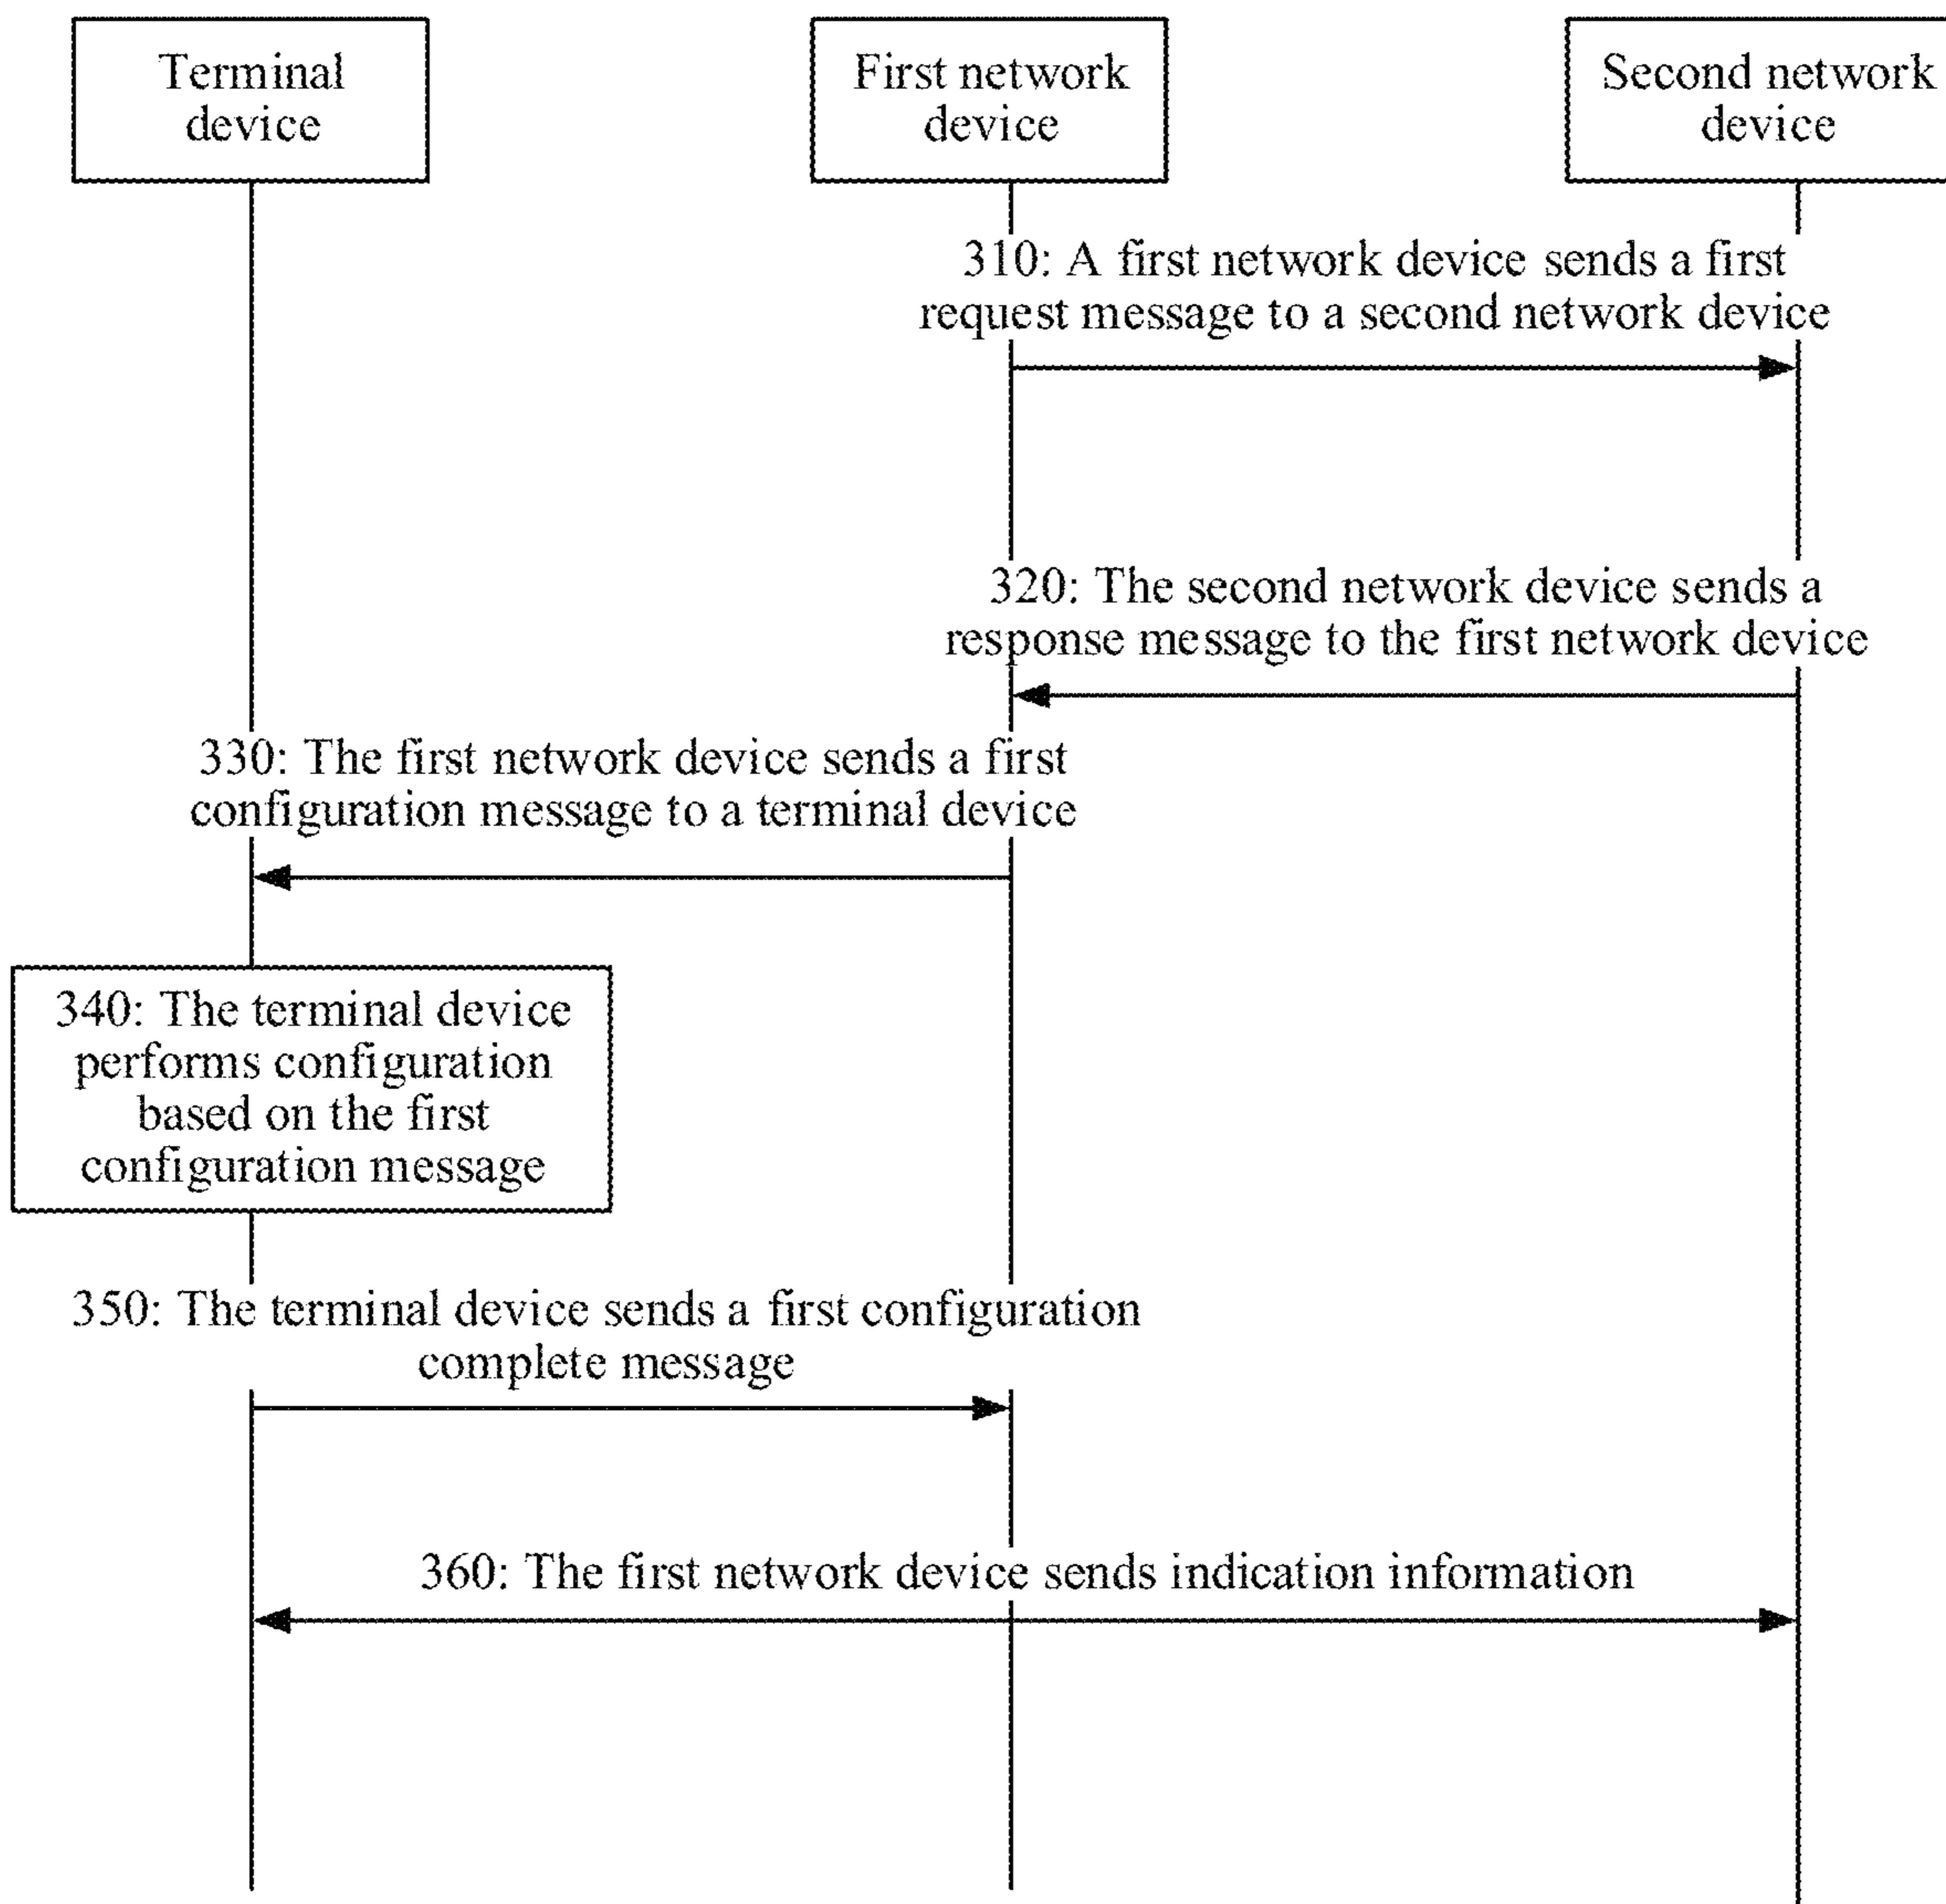 Terminal
device
First network
device
Second network
device
310: A first network device sends a first
request message to a second network device
320: The second network device sends a
response message to the first network device
330: The first network device sends a first
configuration message to a terminal device
340: The terminal device
performs configuration
based on the first
configuration message
350: The terminal device sends a first configuration
complete message
360: The first network device sends indication information